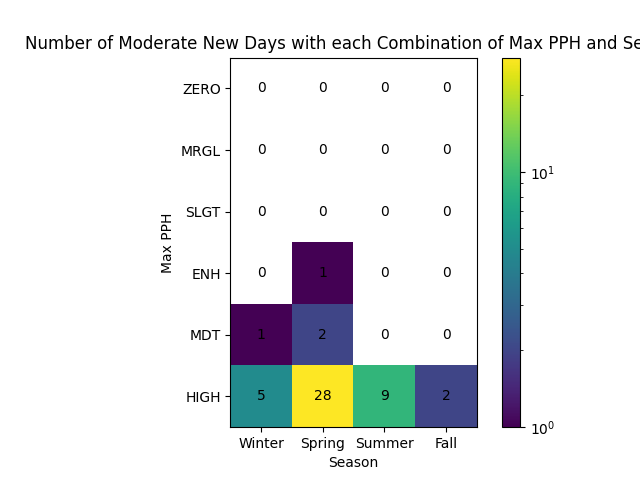 Number of Moderate New Days with each Combination of Max PPH and Se
ZERO 0 0 0 0
MRGL 0 0 0 0
SLGT 0 0 0 0
ENH 0 1 0 0
MDT 1 2 0 0
HIGH 5 28 9 2
Winter Spring Summer Fall
Season
Max PPH
10¹
10⁰